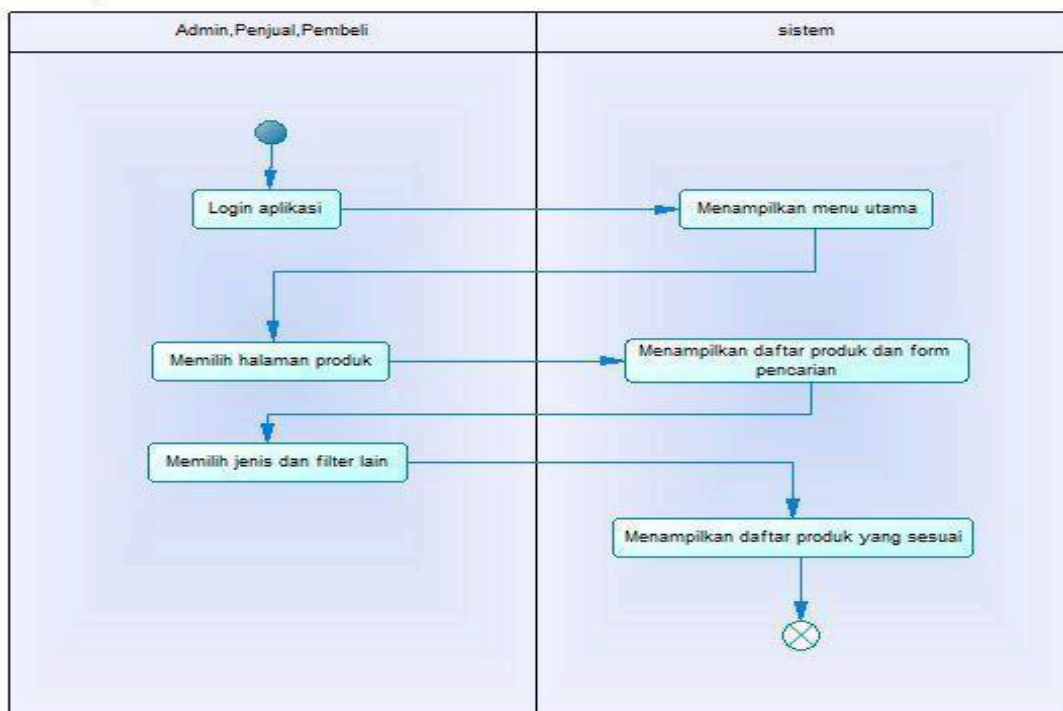 Admin,Penjual,Pembeli
sistem
Login aplikasi
Menampilkan menu utama
Memilih halaman produk
Menampilkan daftar produk dan form
pencarian
Memilih jenis dan filter lain
Menampilkan daftar produk yang sesuai